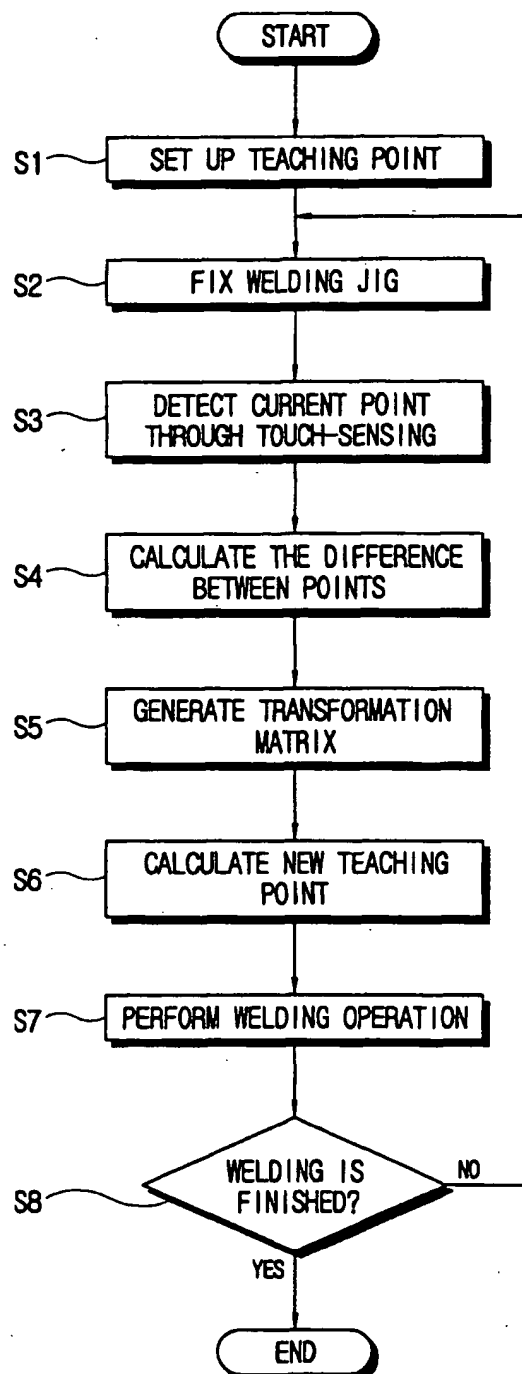 START
S1
SET UP TEACHING POINT
S2
FIX WELDING JIG
S3
DETECT CURRENT POINT
THROUGH TOUCH-SENSING
S4
CALCULATE THE DIFFERENCE
BETWEEN POINTS
S5
GENERATE TRANSFORMATION
MATRIX
S6
CALCULATE NEW TEACHING
POINT
S7
PERFORM WELDING OPERATION
S8
WELDING IS
FINISHED?
NO
YES
END